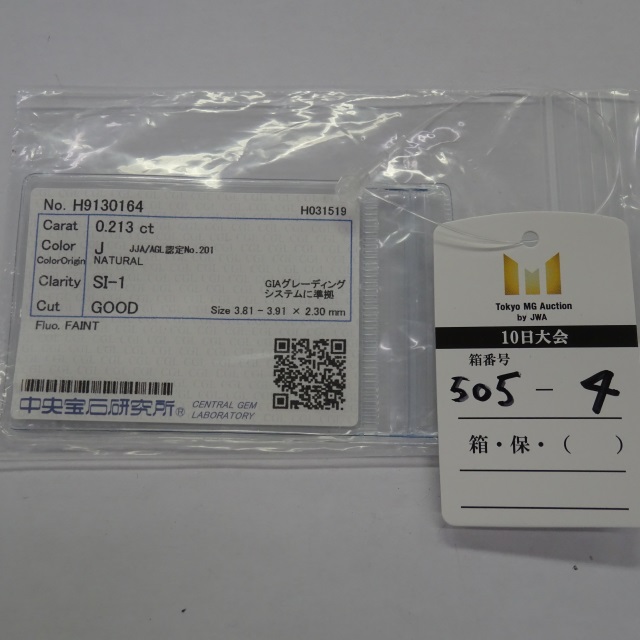 No. H9130164
H031519
Carat 0.213 ct
Color J JJA/AGL認定No.201
ColorOrigin NATURAL
Clarity SI-1
GIAグレーディング
システムに準拠
Cut GOOD Size 3.81 - 3.91 × 2.30 mm
Fluo. FAINT
中央宝石研究所®
CENTRAL GEM
LABORATORY
Tokyo MG Auction
by JWA
10日大会
箱番号
505 - 4
箱・保・( )